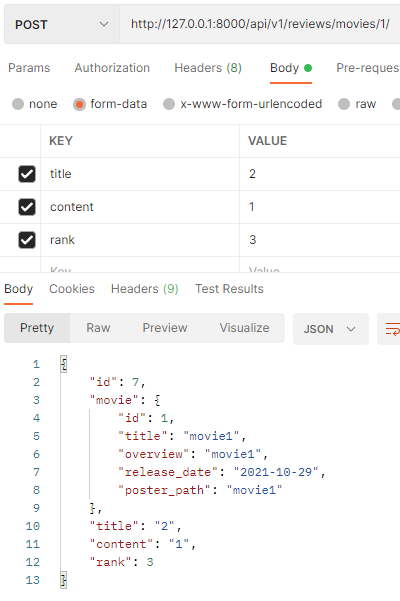 POST http://127.0.0.1:8000/api/v1/reviews/movies/1/
Params Authorization Headers (8) Body Pre-reques
none form-data x-www-form-urlencoded raw
KEY VALUE
title 2
content 1
rank 3
Key Value
Body Cookies Headers (9) Test Results
Pretty Raw Preview Visualize JSON
1 {
2 "id": 7,
3 "movie": {
4 "id": 1,
5 "title": "movie1",
6 "overview": "movie1",
7 "release_date": "2021-10-29",
8 "poster_path": "movie1"
9 },
10 "title": "2",
11 "content": "1",
12 "rank": 3
13 }